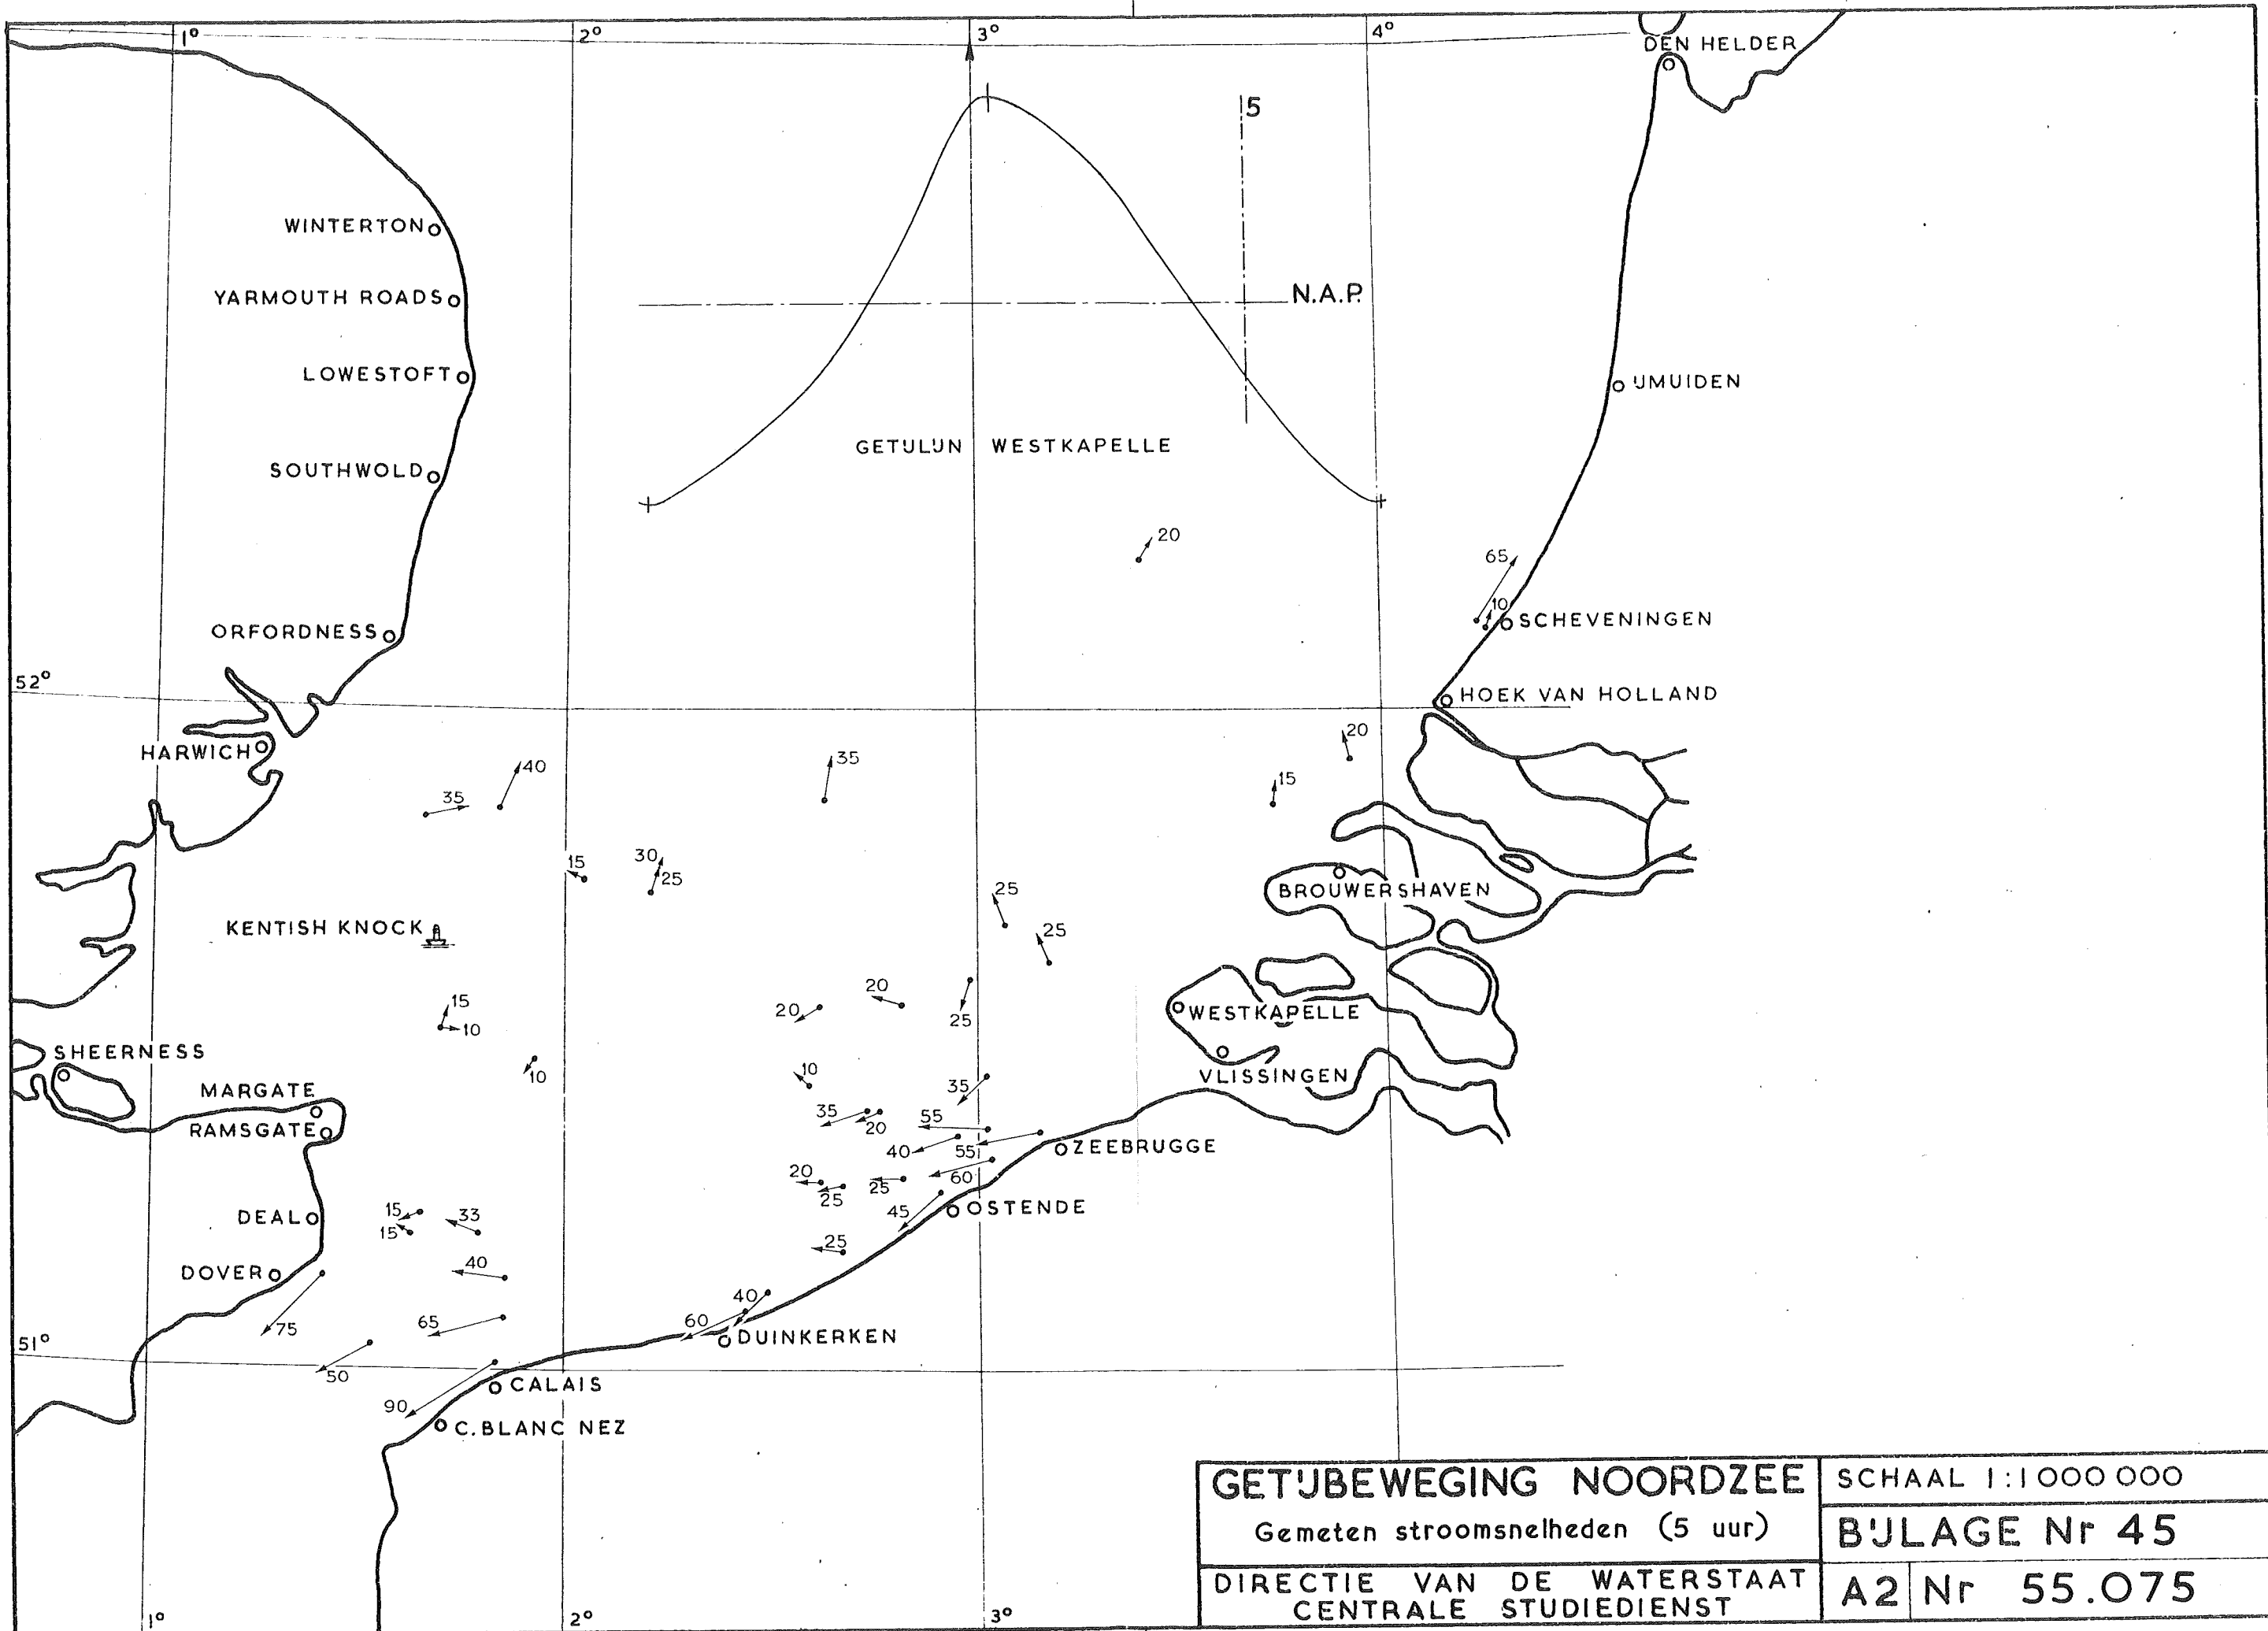 1° 2° 3° 4°
DEN HELDER
5
WINTERTON
YARMOUTH ROADS
N.A.P.
LOWESTOFT
IJMUIDEN
GETIJLIJN WESTKAPELLE
SOUTHWOLD
20
65
10
SCHEVENINGEN
ORFORDNESS
52°
HOEK VAN HOLLAND
20
HARWICH
40
35
35
15
15
30
25
25
BROUWERSHAVEN
KENTISH KNOCK
25
20
20
25
15
10
WESTKAPELLE
SHEERNESS
10
10
VLISSINGEN
MARGATE
35
35
20
55
RAMSGATE
40
55
ZEEBRUGGE
60
20
25
25
45
OSTENDE
DEAL
15
15
33
25
DOVER
40
40
60
75
65
DUINKERKEN
51°
50
CALAIS
90
C.BLANC NEZ
GETIJBEWEGING NOORDZEE
Gemeten stroomsnelheden (5 uur)
DIRECTIE VAN DE WATERSTAAT
CENTRALE STUDIEDIENST
SCHAAL 1:1000 000
BIJLAGE Nr 45
A2 Nr 55.075
1° 2° 3°